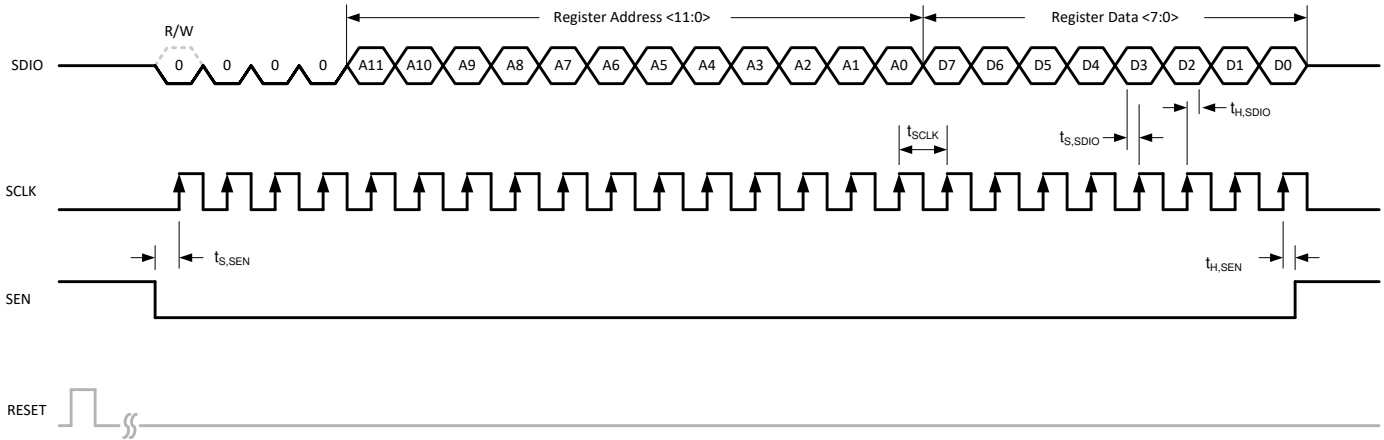 Register Address <11:0> Register Data <7:0>
R/W
SDIO 0 0 0 0 A11 A10 A9 A8 A7 A6 A5 A4 A3 A2 A1 A0 D7 D6 D5 D4 D3 D2 D1 D0
tH,SDIO
tSCLK tS,SDIO
SCLK
tS,SEN tH,SEN
SEN
RESET